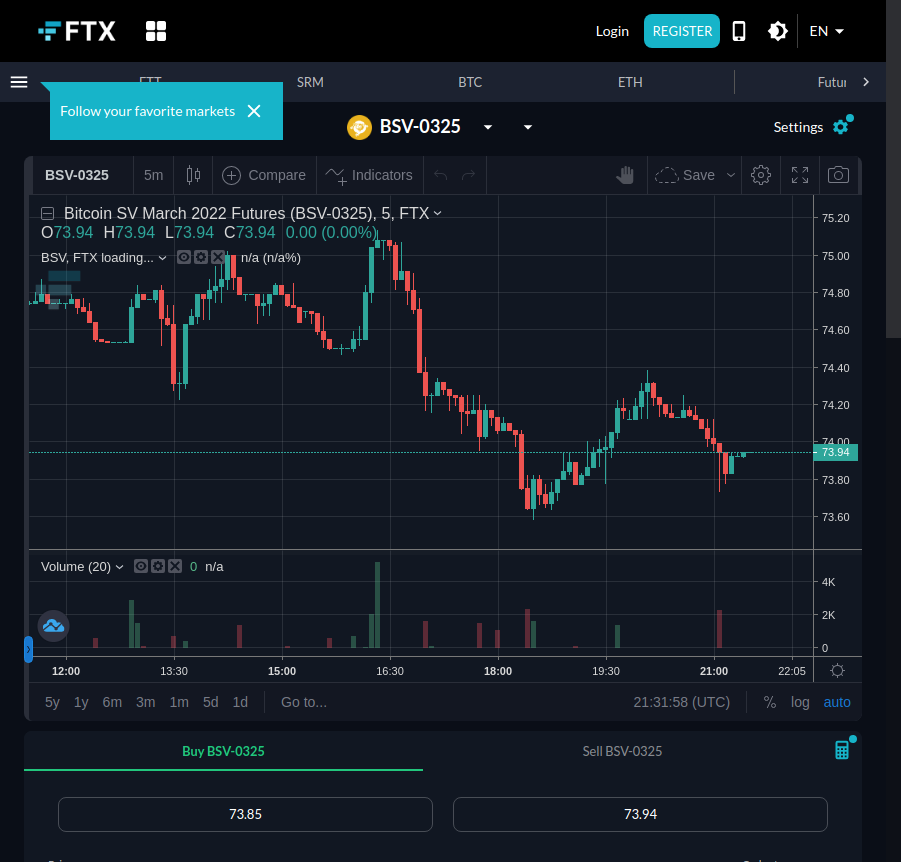 FTX
Login
REGISTER
EN
FTT SRM BTC ETH Futur
Follow your favorite markets
BSV-0325
Settings
BSV-0325 5m Compare Indicators Save
Bitcoin SV March 2022 Futures (BSV-0325), 5, FTX
O73.94 H73.94 L73.94 C73.94 0.00 (0.00%)
BSV, FTX loading... n/a (n/a%)
75.20
75.00
74.80
74.60
74.40
74.20
74.00
73.94
73.80
73.60
Volume (20) 0 n/a
4K
2K
0
12:00 13:30 15:00 16:30 18:00 19:30 21:00 22:05
5y 1y 6m 3m 1m 5d 1d Go to... 21:31:58 (UTC) % log auto
Buy BSV-0325 Sell BSV-0325
73.85 73.94